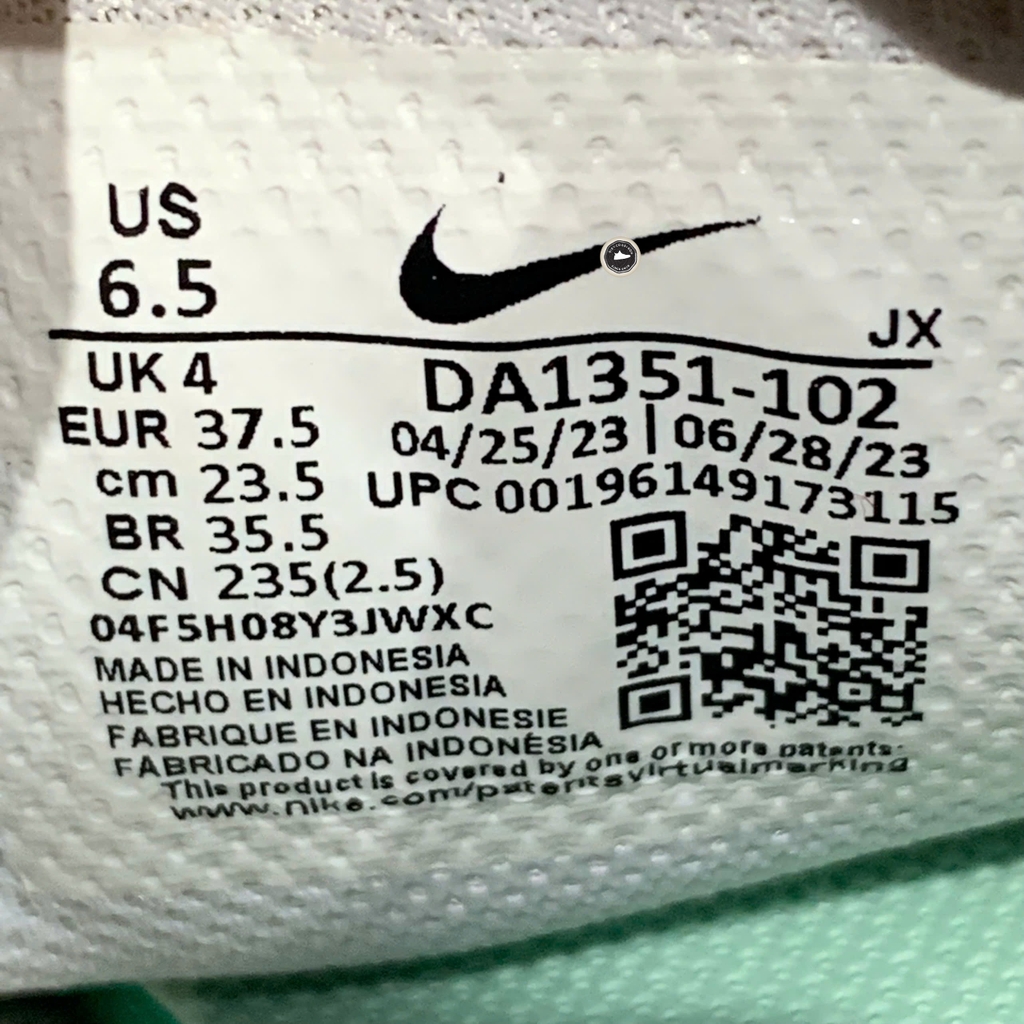 US
6.5
JX
UK 4
EUR 37.5
cm 23.5
BR 35.5
CN 235(2.5)
DA1351-102
04/25/23 | 06/28/23
UPC 00196149173115
04F5H08Y3JWXC
MADE IN INDONESIA
HECHO EN INDONESIA
FABRIQUE EN INDONESIE
FABRICADO NA INDONÉSIA
This product is covered by one or more patents.
www.nike.com/patentsvirtualmarking